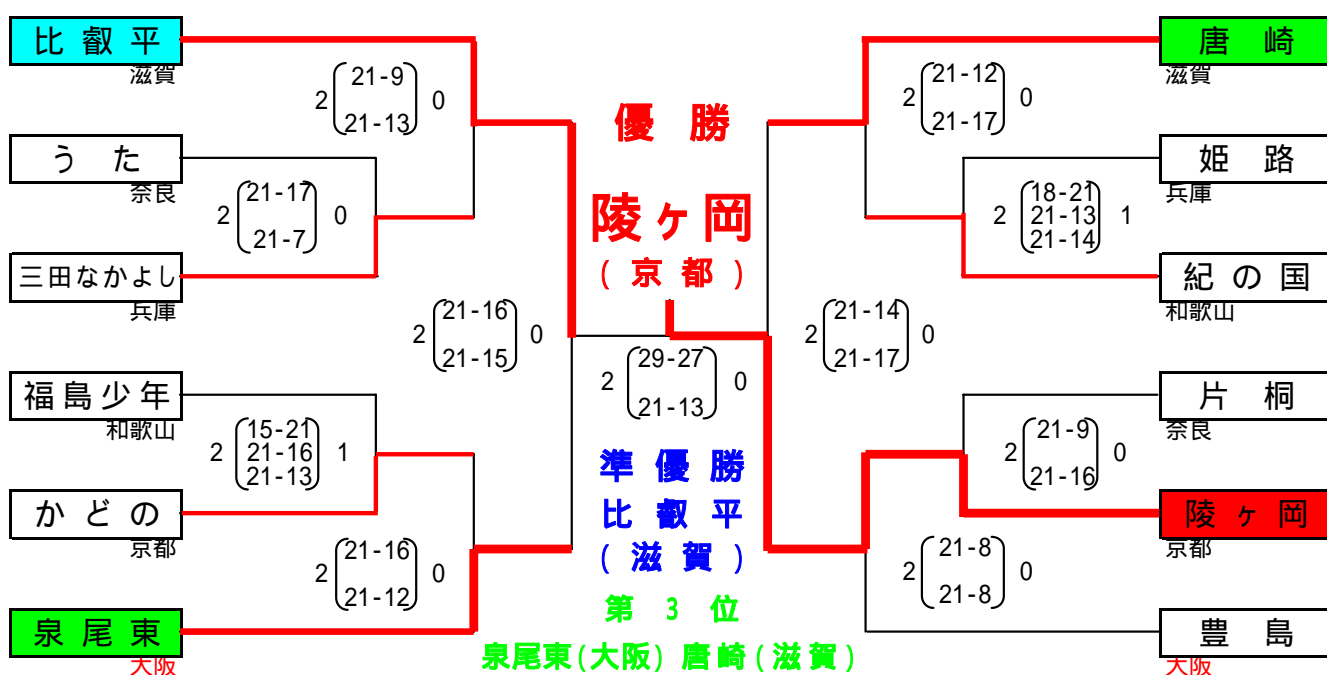 比叡平
滋賀
2 21-9 21-13 0
うた
奈良
2 21-17 21-7 0
三田なかよし
兵庫
2 21-16 21-15 0
福島少年
和歌山
2 15-21 21-16 21-13 1
かどの
京都
2 21-16 21-12 0
泉尾東
大阪
優勝
陵ヶ岡
(京都)
2 29-27 21-13 0
準優勝
比叡平
(滋賀)
第3位
泉尾東(大阪) 唐崎(滋賀)
唐崎
滋賀
2 21-12 21-17 0
姫路
兵庫
2 18-21 21-13 21-14 1
紀の国
和歌山
2 21-14 21-17 0
片桐
奈良
2 21-9 21-16 0
陵ヶ岡
京都
2 21-8 21-8 0
豊島
大阪